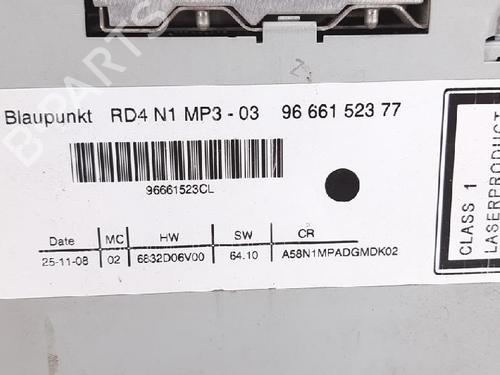 Blaupunkt RD4 N1 MP3 - 03 96 661 523 77
96661523CL
Date MC HW SW CR
25-11-08 02 6832D06V00 64.10 A58N1MPADGMDK02
CLASS 1
LASERPRODUCT
B-PARTS